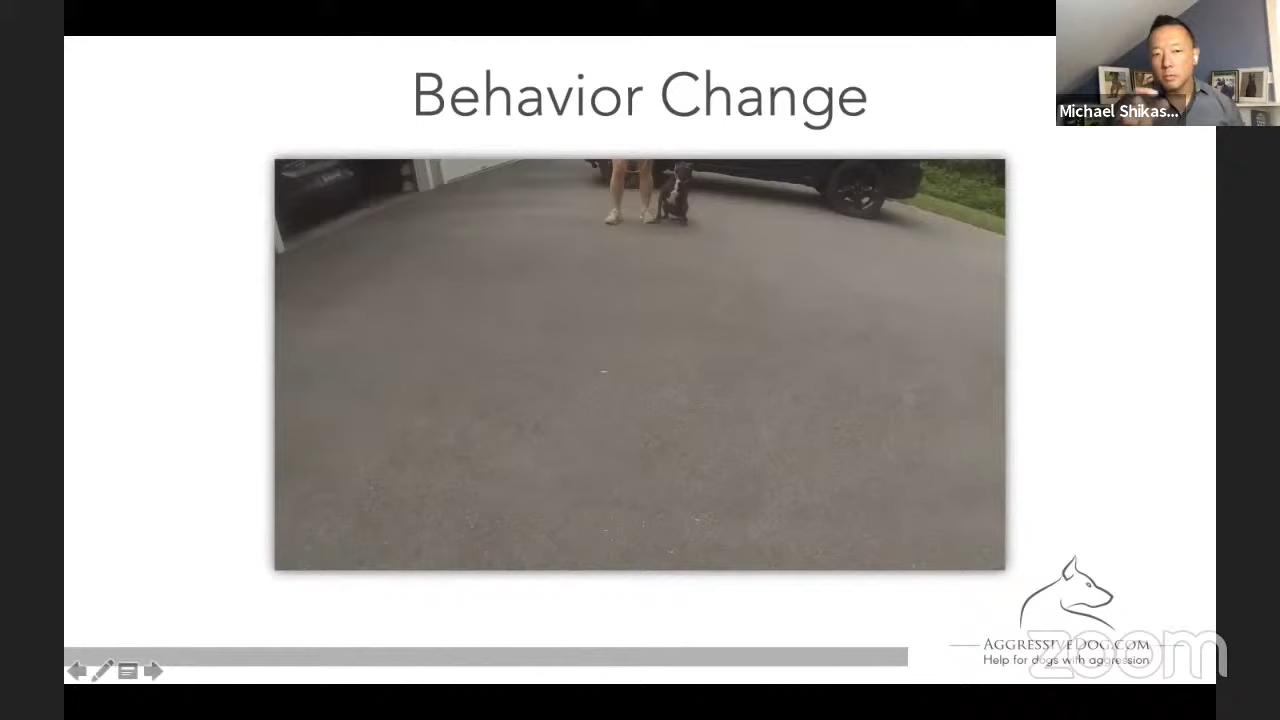 Behavior Change
Michael Shikas...
AGGRESSIVEDOG.COM
Help for dogs with aggression
zoom